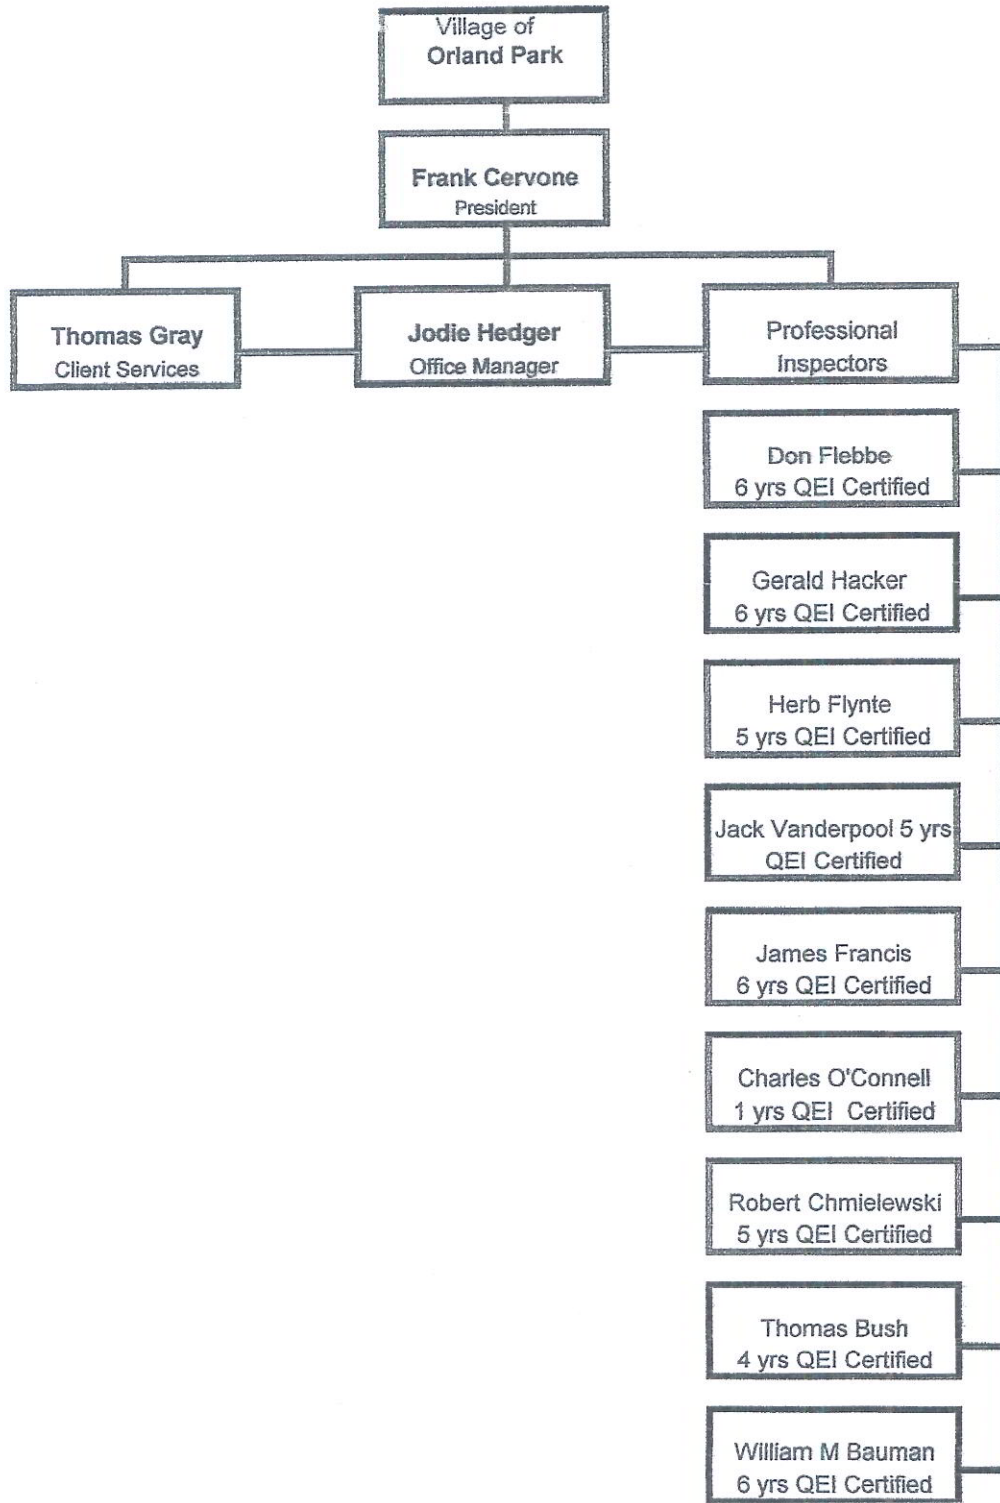 Village of
Orland Park
Frank Cervone
President
Thomas Gray
Client Services
Jodie Hedger
Office Manager
Professional
Inspectors
Don Flebbe
6 yrs QEI Certified
Gerald Hacker
6 yrs QEI Certified
Herb Flynte
5 yrs QEI Certified
Jack Vanderpool 5 yrs
QEI Certified
James Francis
6 yrs QEI Certified
Charles O'Connell
1 yrs QEI  Certified
Robert Chmielewski
5 yrs QEI Certified
Thomas Bush
4 yrs QEI Certified
William M Bauman
6 yrs QEI Certified